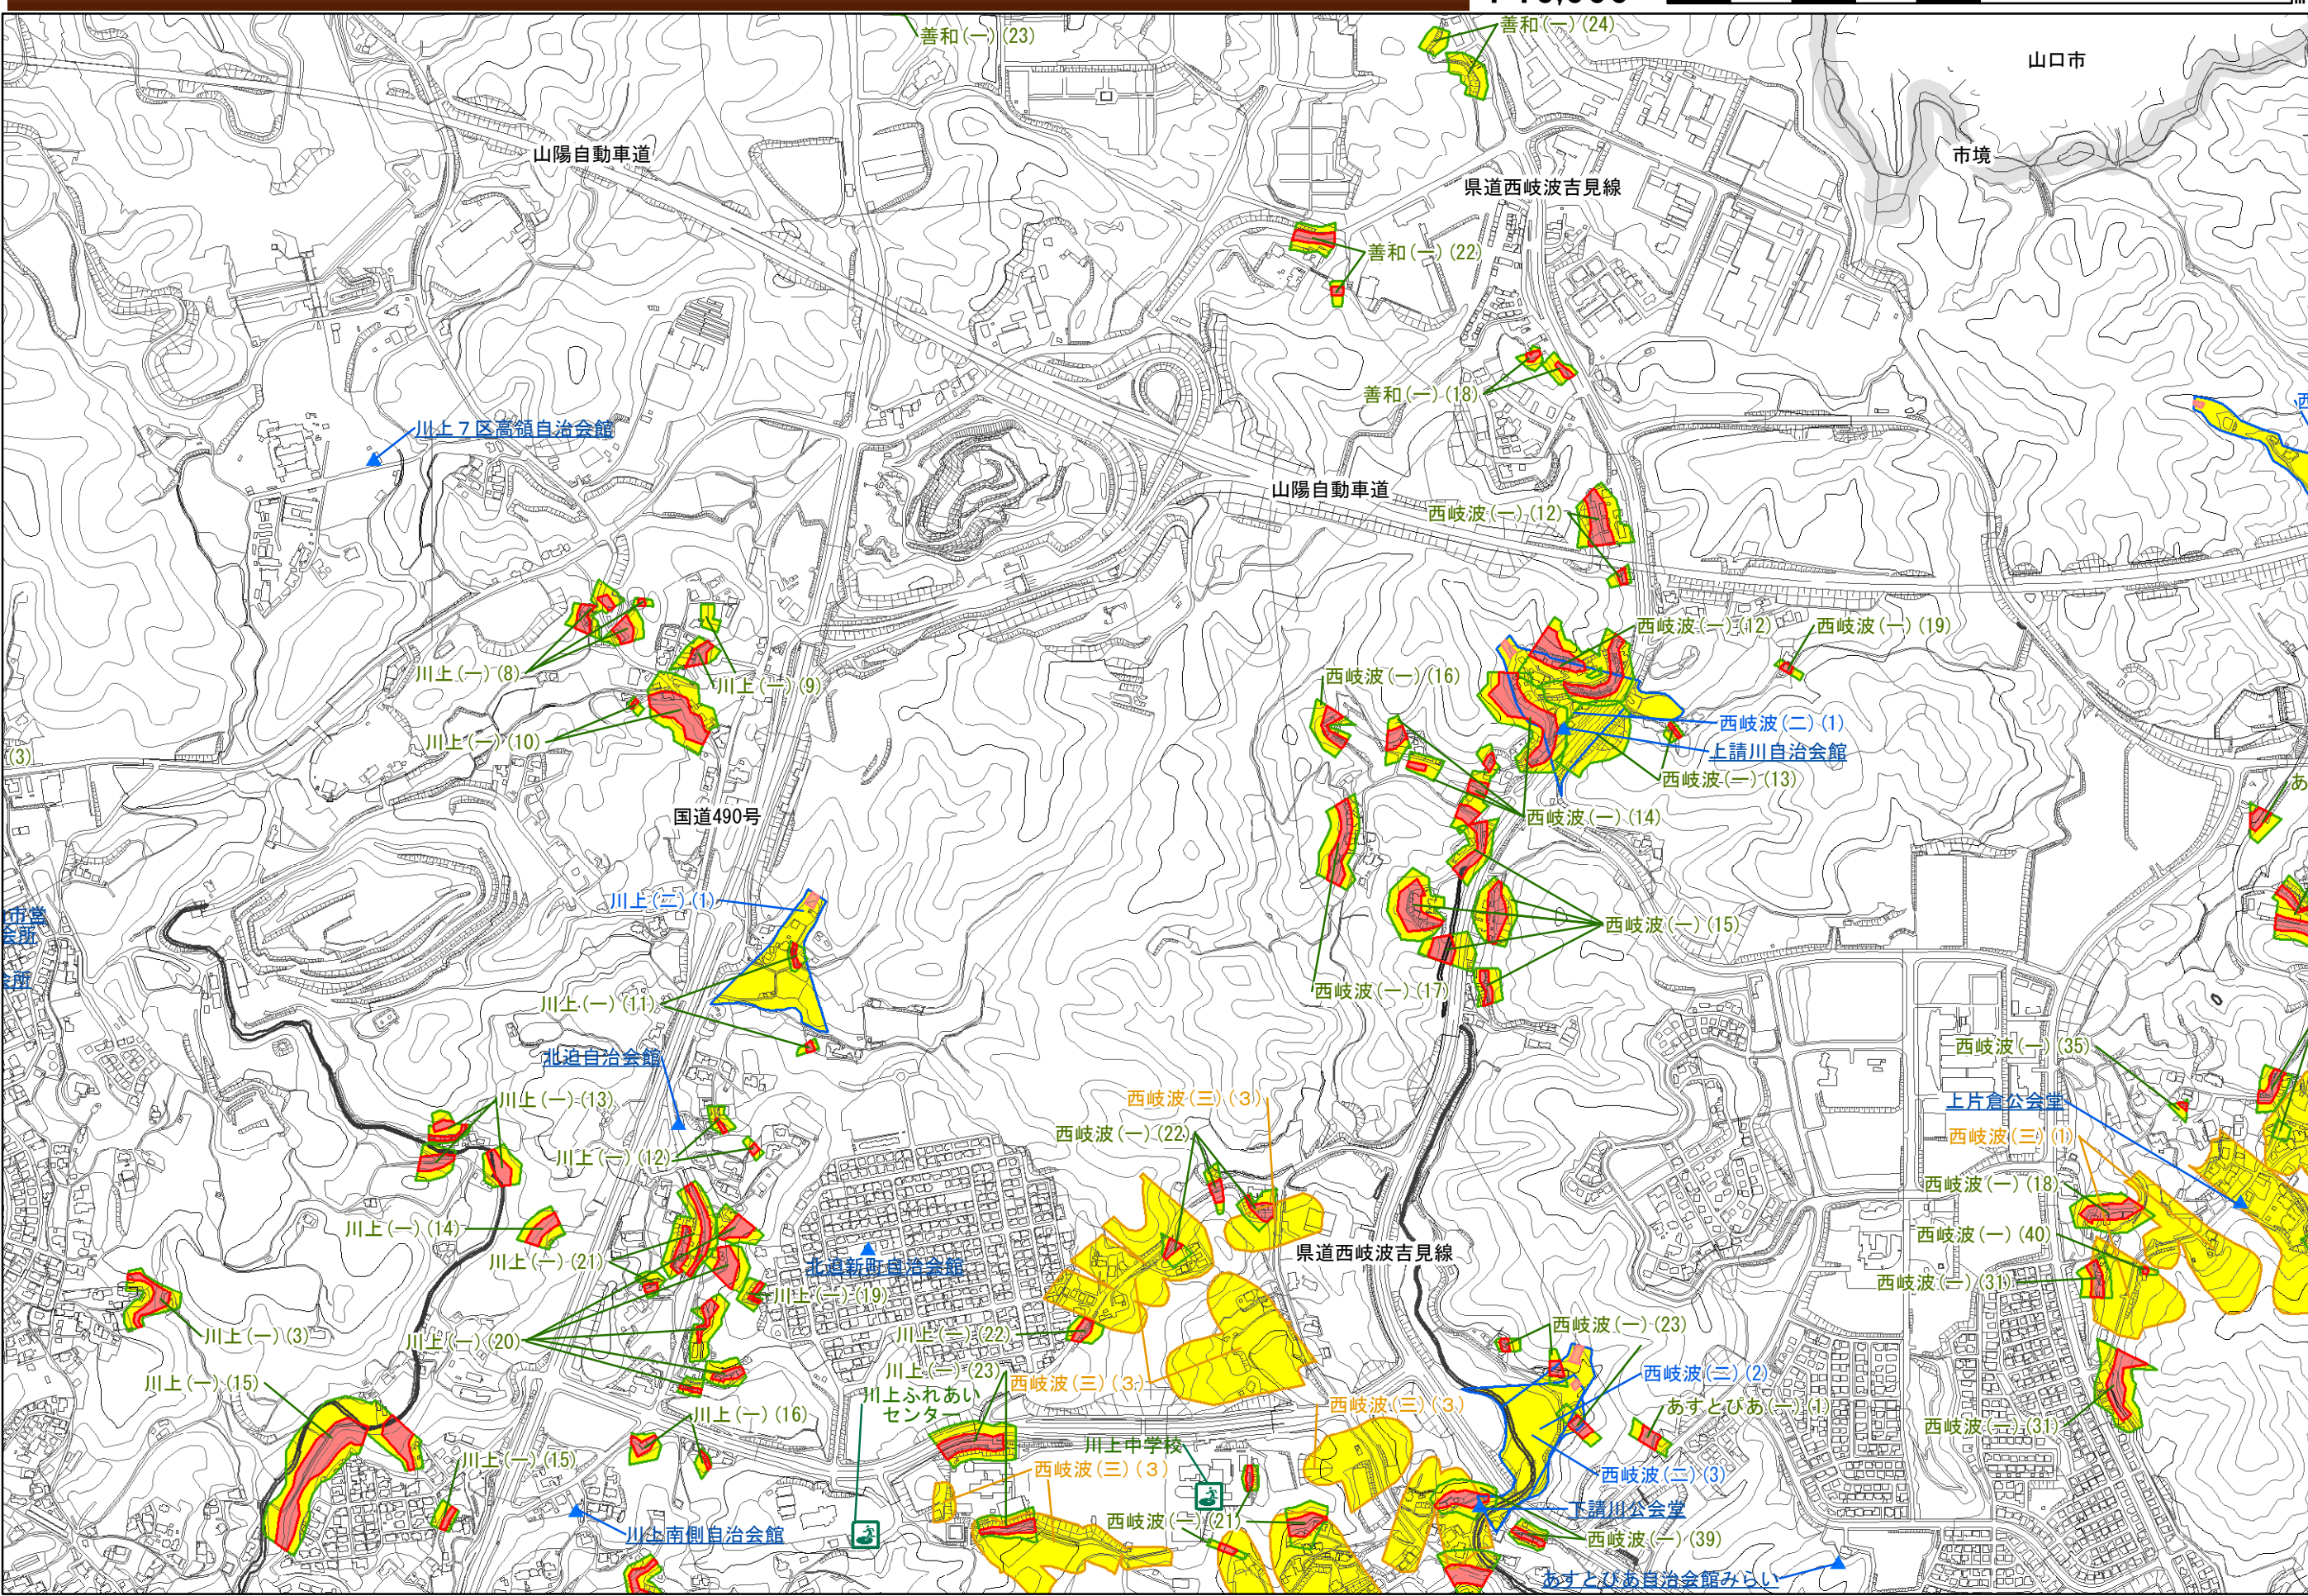 善和(一)(23)
善和(一)(24)
山口市
山陽自動車道
市境
県道西岐波吉見線
善和(一)(22)
善和(一)(18)
川上７区高領自治会館
山陽自動車道
西岐波(一)(12)
西岐波(一)(12)
西岐波(一)(19)
川上(一)(8)
川上(一)(9)
西岐波(一)(16)
西岐波(二)(1)
川上(一)(10)
上請川自治会館
(3)
西岐波(一)(13)
あ
国道490号
西岐波(一)(14)
川上(二)(1)
市堂
会所
西岐波(一)(15)
会所
西岐波(一)(17)
川上(一)(11)
西岐波(一)(35)
北迫自治会館
川上(一)(13)
西岐波(三)(３)
上片倉公会堂
西岐波(一)(22)
西岐波(三)(1)
川上(一)(12)
西岐波(一)(18)
川上(一)(14)
西岐波(一)(40)
県道西岐波吉見線
川上(一)(21)
北迫新町自治会館
西岐波(一)(31)
川上(一)(19)
川上(一)(3)
川上(一)(20)
川上(一)(22)
西岐波(一)(23)
川上(一)(23)
西岐波(三)(３)
西岐波(二)(2)
川上(一)(15)
川上ふれあい
センター
西岐波(三)(３)
あすとぴあ(一)(1)
川上(一)(16)
西岐波(一)(31)
川上中学校
川上(一)(15)
西岐波(三)(３)
西岐波(二)(3)
下請川公会堂
西岐波(一)(21)
川上南側自治会館
西岐波(一)(39)
あすとぴあ自治会館みらい